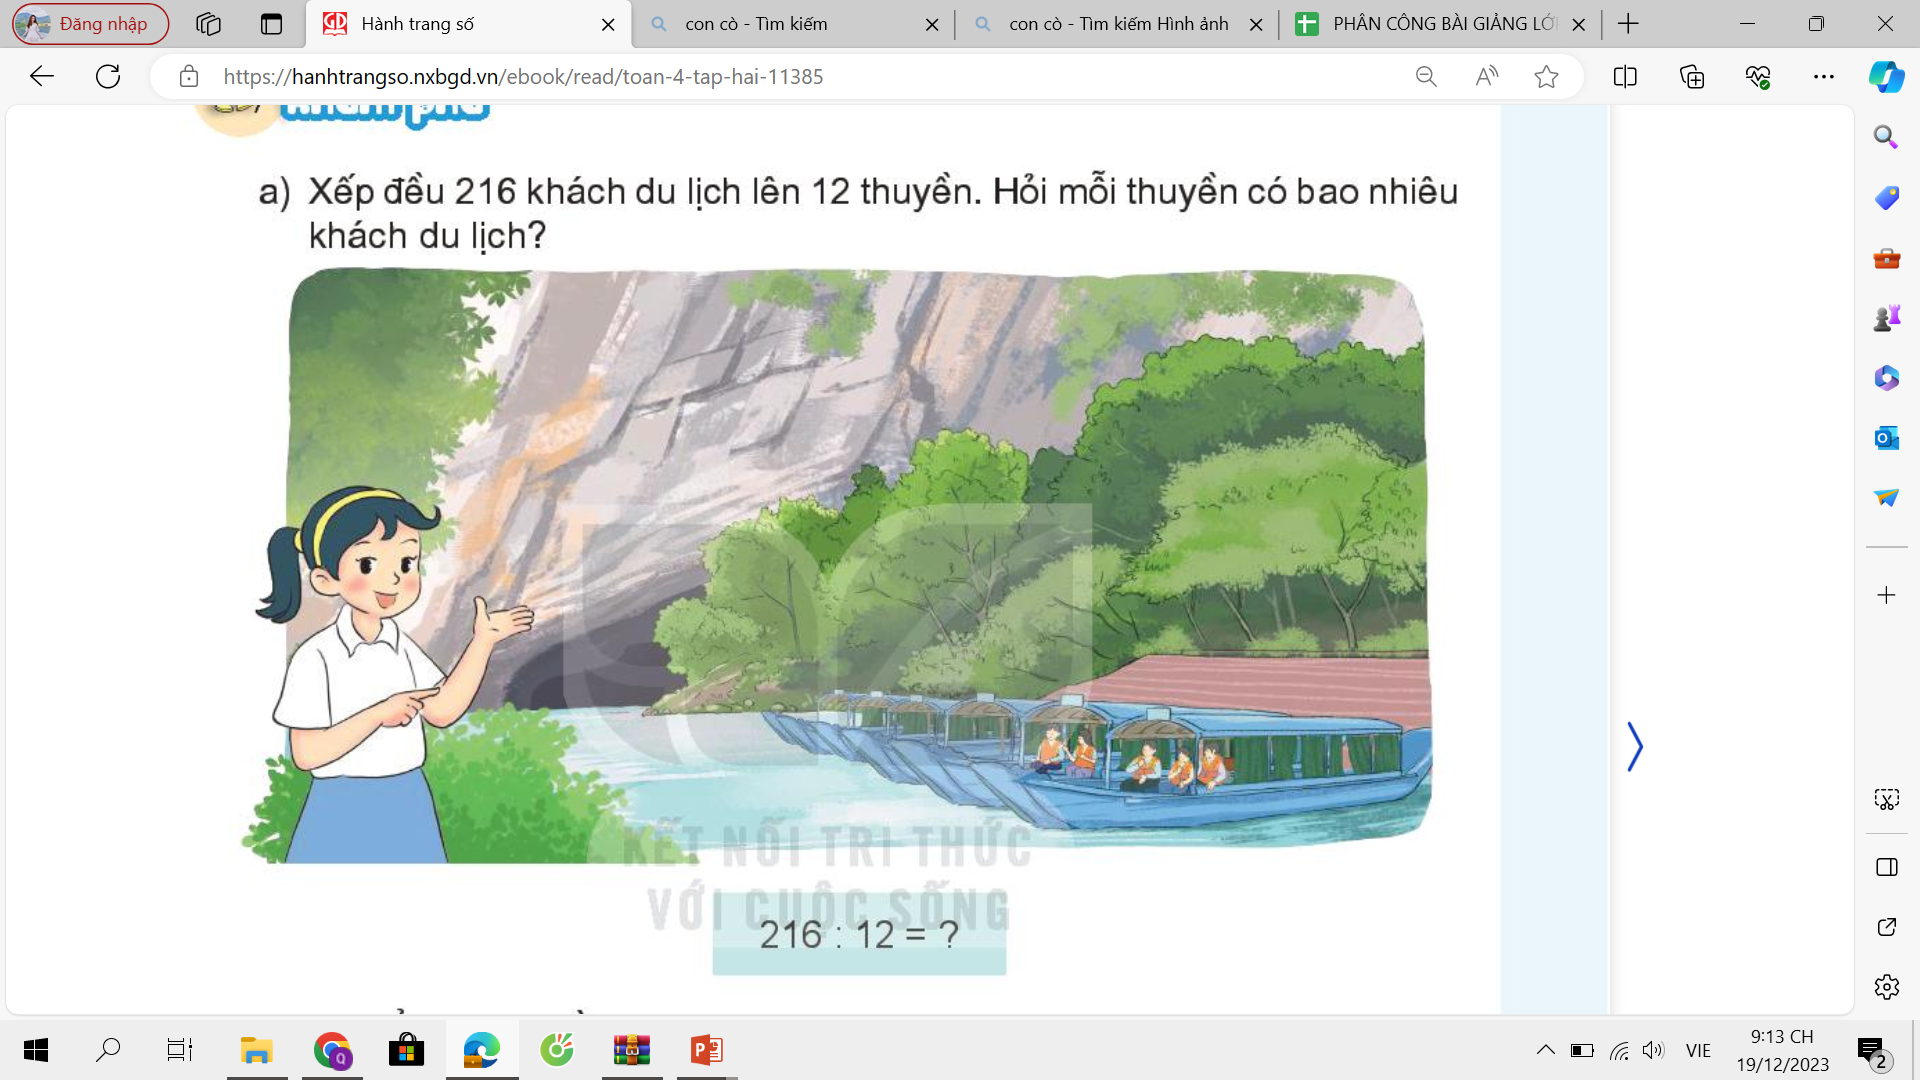 Đăng nhập
Hành trang số
con cò - Tìm kiếm
con cò - Tìm kiếm Hình ảnh
PHÂN CÔNG BÀI GIẢNG LỚ
https://hanhtrangso.nxbgd.vn/ebook/read/toan-4-tap-hai-11385
a) Xếp đều 216 khách du lịch lên 12 thuyền. Hỏi mỗi thuyền có bao nhiêu
khách du lịch?
KẾT NỐI TRI THỨC
VỚI CUỘC SỐNG
216 : 12 = ?
VIE
9:13 CH
19/12/2023
2